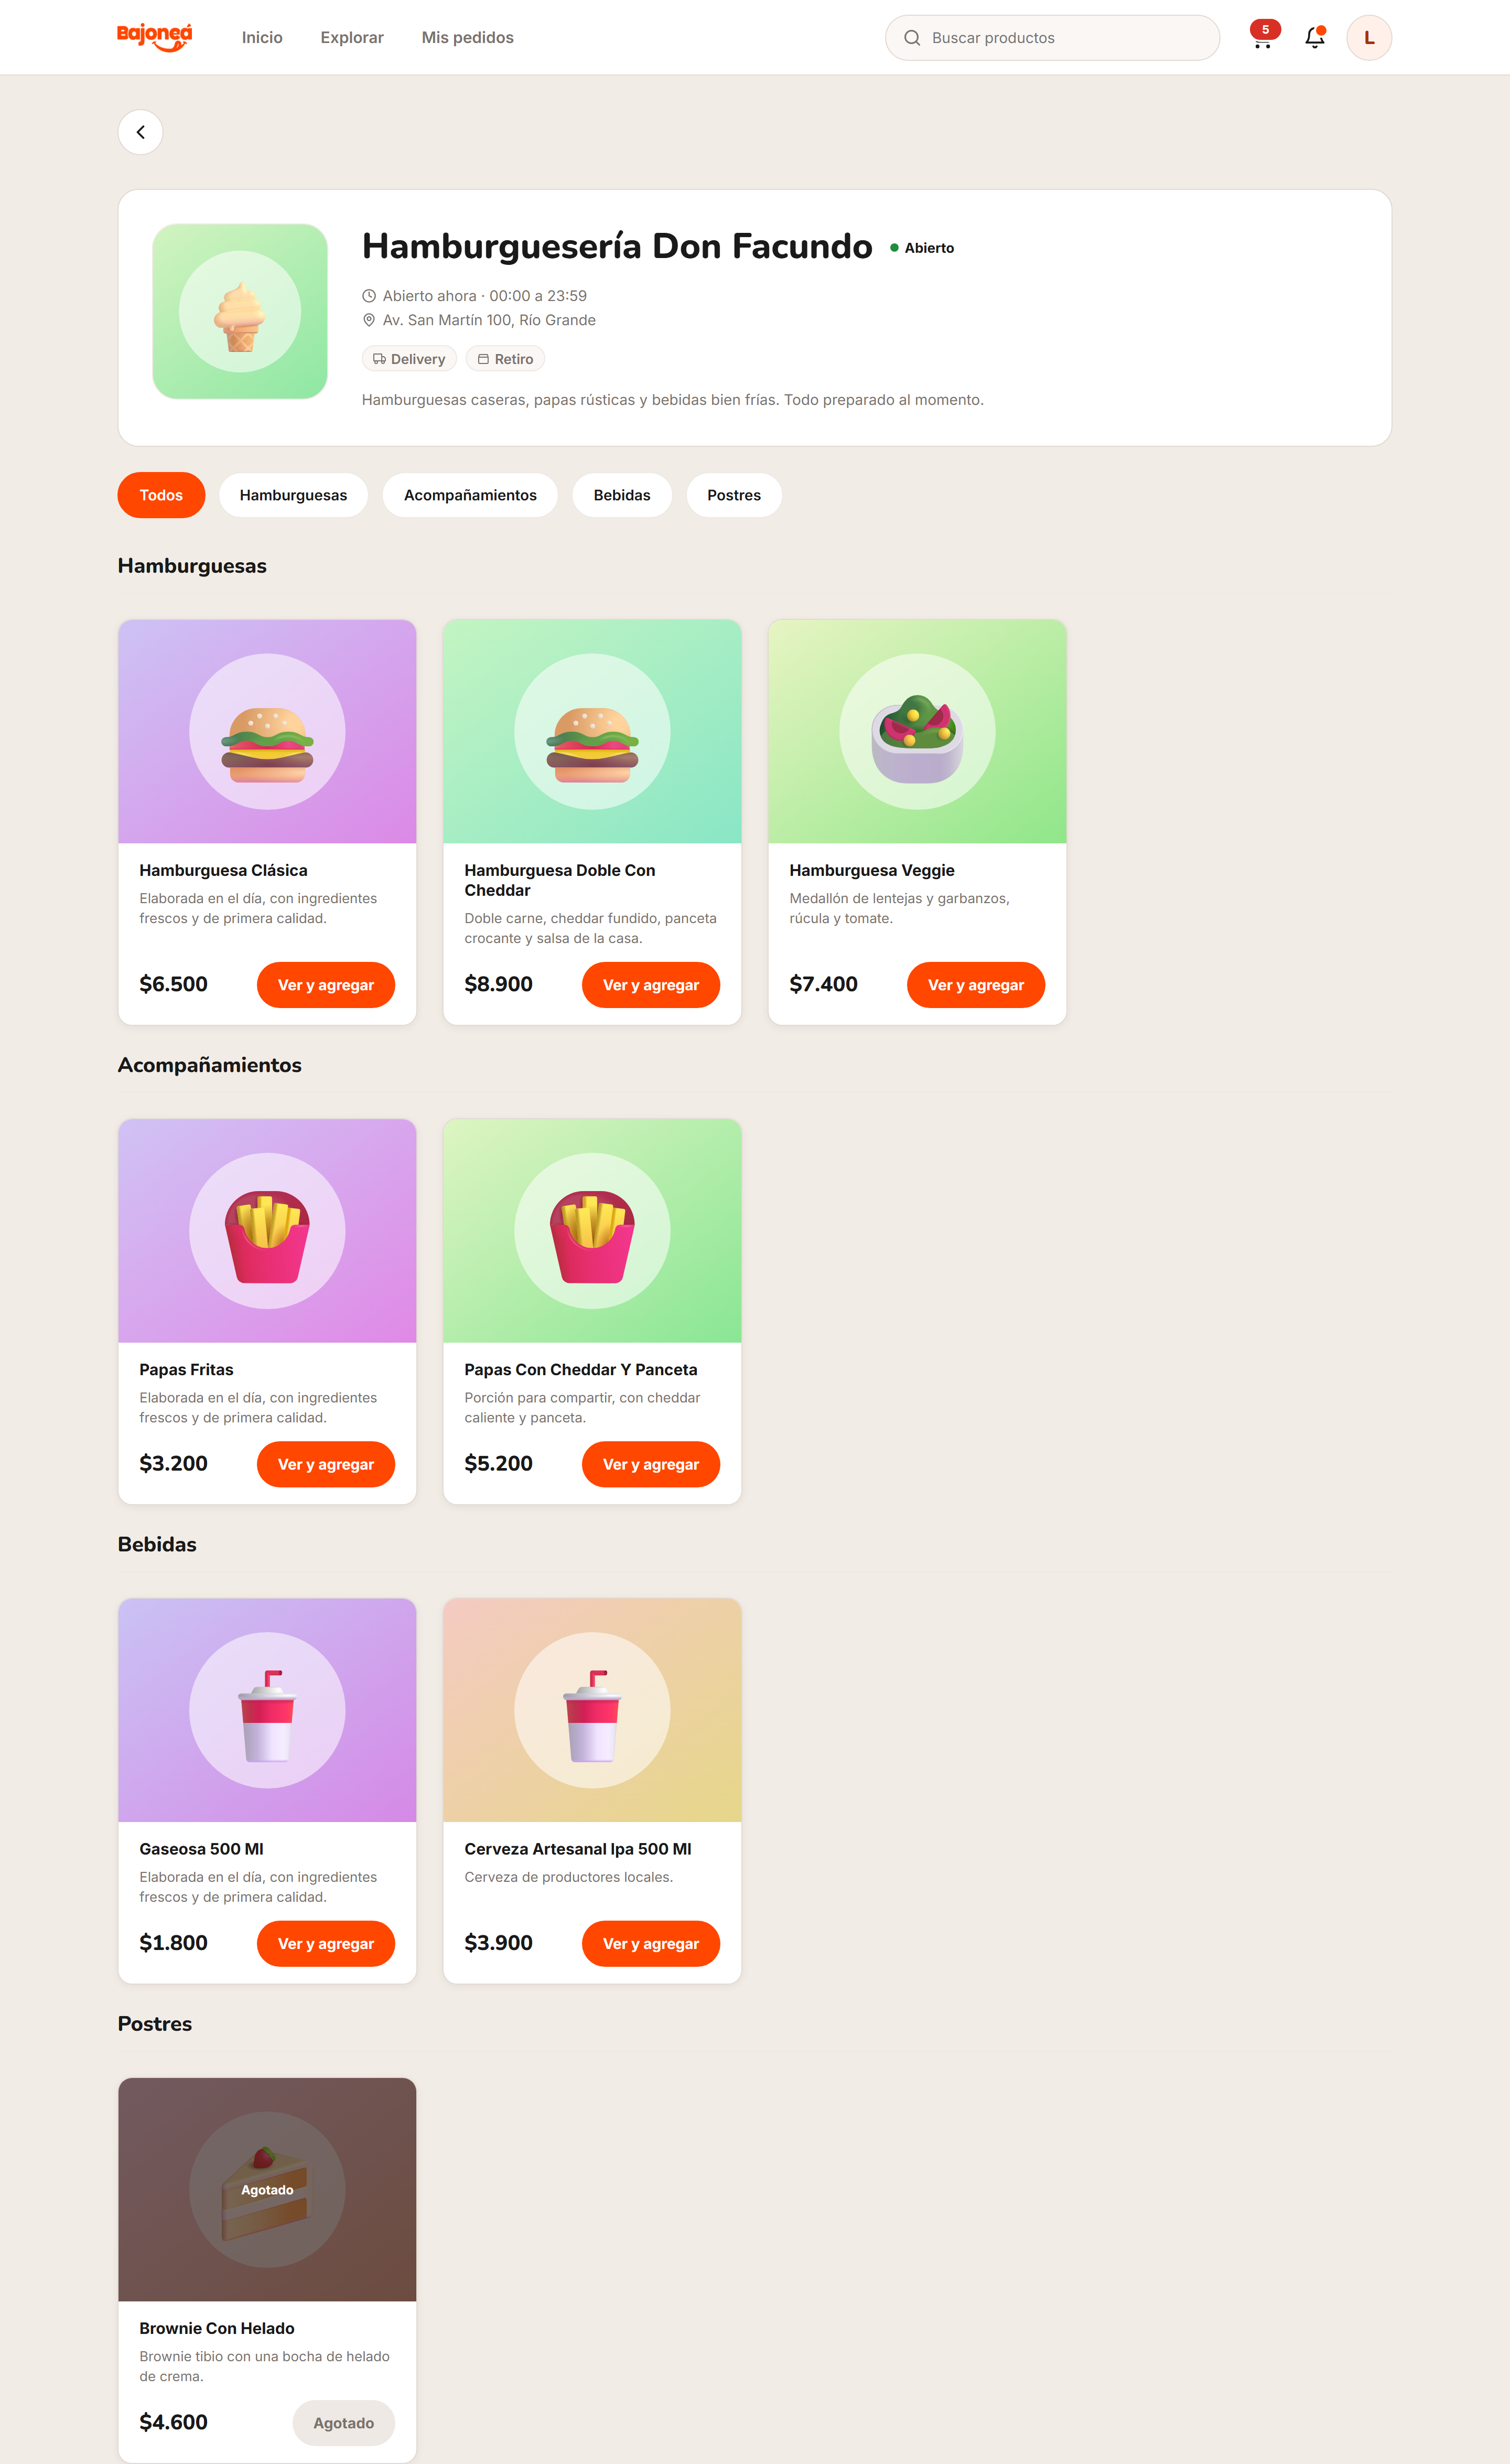 Bajoneá
Inicio
Explorar
Mis pedidos
Buscar productos
5
L
Hamburguesería Don Facundo
Abierto
Abierto ahora · 00:00 a 23:59
Av. San Martín 100, Río Grande
Delivery
Retiro
Hamburguesas caseras, papas rústicas y bebidas bien frías. Todo preparado al momento.
Todos
Hamburguesas
Acompañamientos
Bebidas
Postres
Hamburguesas
Hamburguesa Clásica
Elaborada en el día, con ingredientes
frescos y de primera calidad.
$6.500
Ver y agregar
Hamburguesa Doble Con
Cheddar
Doble carne, cheddar fundido, panceta
crocante y salsa de la casa.
$8.900
Ver y agregar
Hamburguesa Veggie
Medallón de lentejas y garbanzos,
rúcula y tomate.
$7.400
Ver y agregar
Acompañamientos
Papas Fritas
Elaborada en el día, con ingredientes
frescos y de primera calidad.
$3.200
Ver y agregar
Papas Con Cheddar Y Panceta
Porción para compartir, con cheddar
caliente y panceta.
$5.200
Ver y agregar
Bebidas
Gaseosa 500 Ml
Elaborada en el día, con ingredientes
frescos y de primera calidad.
$1.800
Ver y agregar
Cerveza Artesanal Ipa 500 Ml
Cerveza de productores locales.
$3.900
Ver y agregar
Postres
Agotado
Brownie Con Helado
Brownie tibio con una bocha de helado
de crema.
$4.600
Agotado